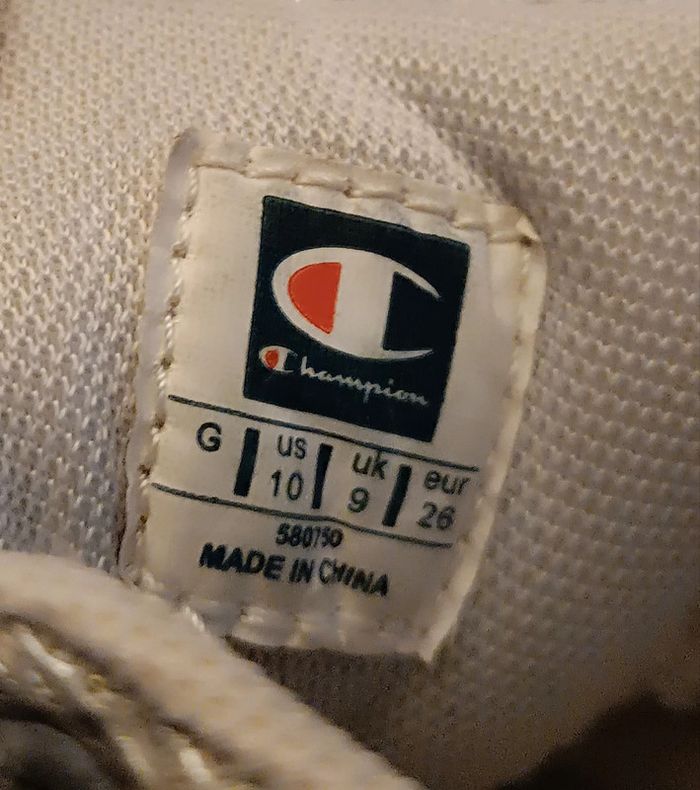 Champion
G us uk eur
10 9 26
580750
MADE IN CHINA